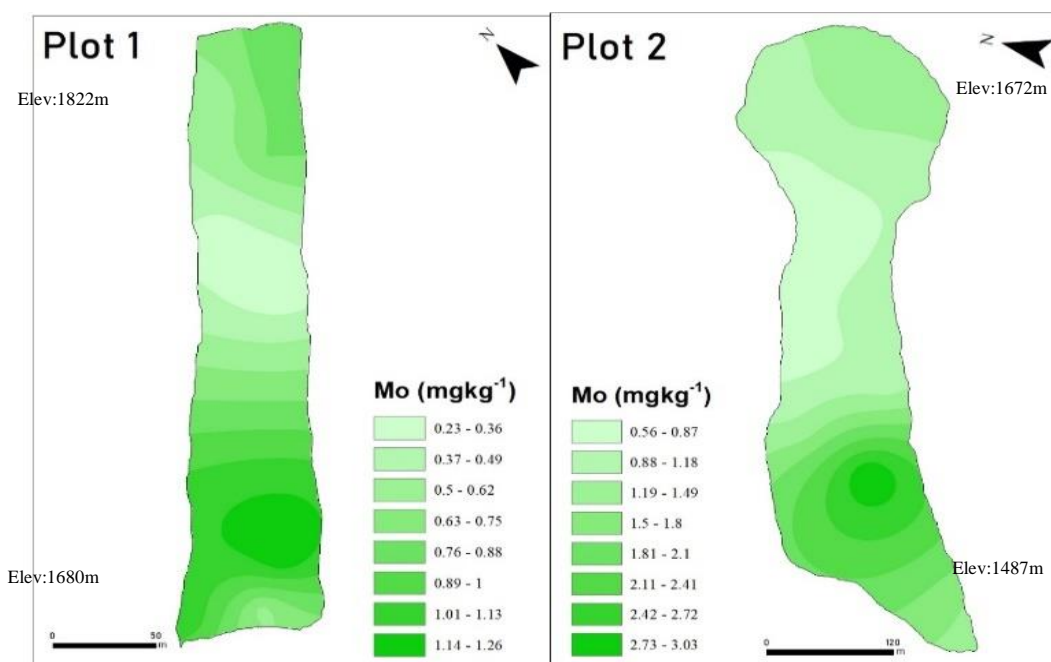 Plot 1
N
Elev:1822m
Elev:1680m
0 50
m
Mo (mgkg⁻¹)
0.23 - 0.36
0.37 - 0.49
0.5 - 0.62
0.63 - 0.75
0.76 - 0.88
0.89 - 1
1.01 - 1.13
1.14 - 1.26
Plot 2
N
Elev:1672m
Elev:1487m
Mo (mgkg⁻¹)
0.56 - 0.87
0.88 - 1.18
1.19 - 1.49
1.5 - 1.8
1.81 - 2.1
2.11 - 2.41
2.42 - 2.72
2.73 - 3.03
0 120
m